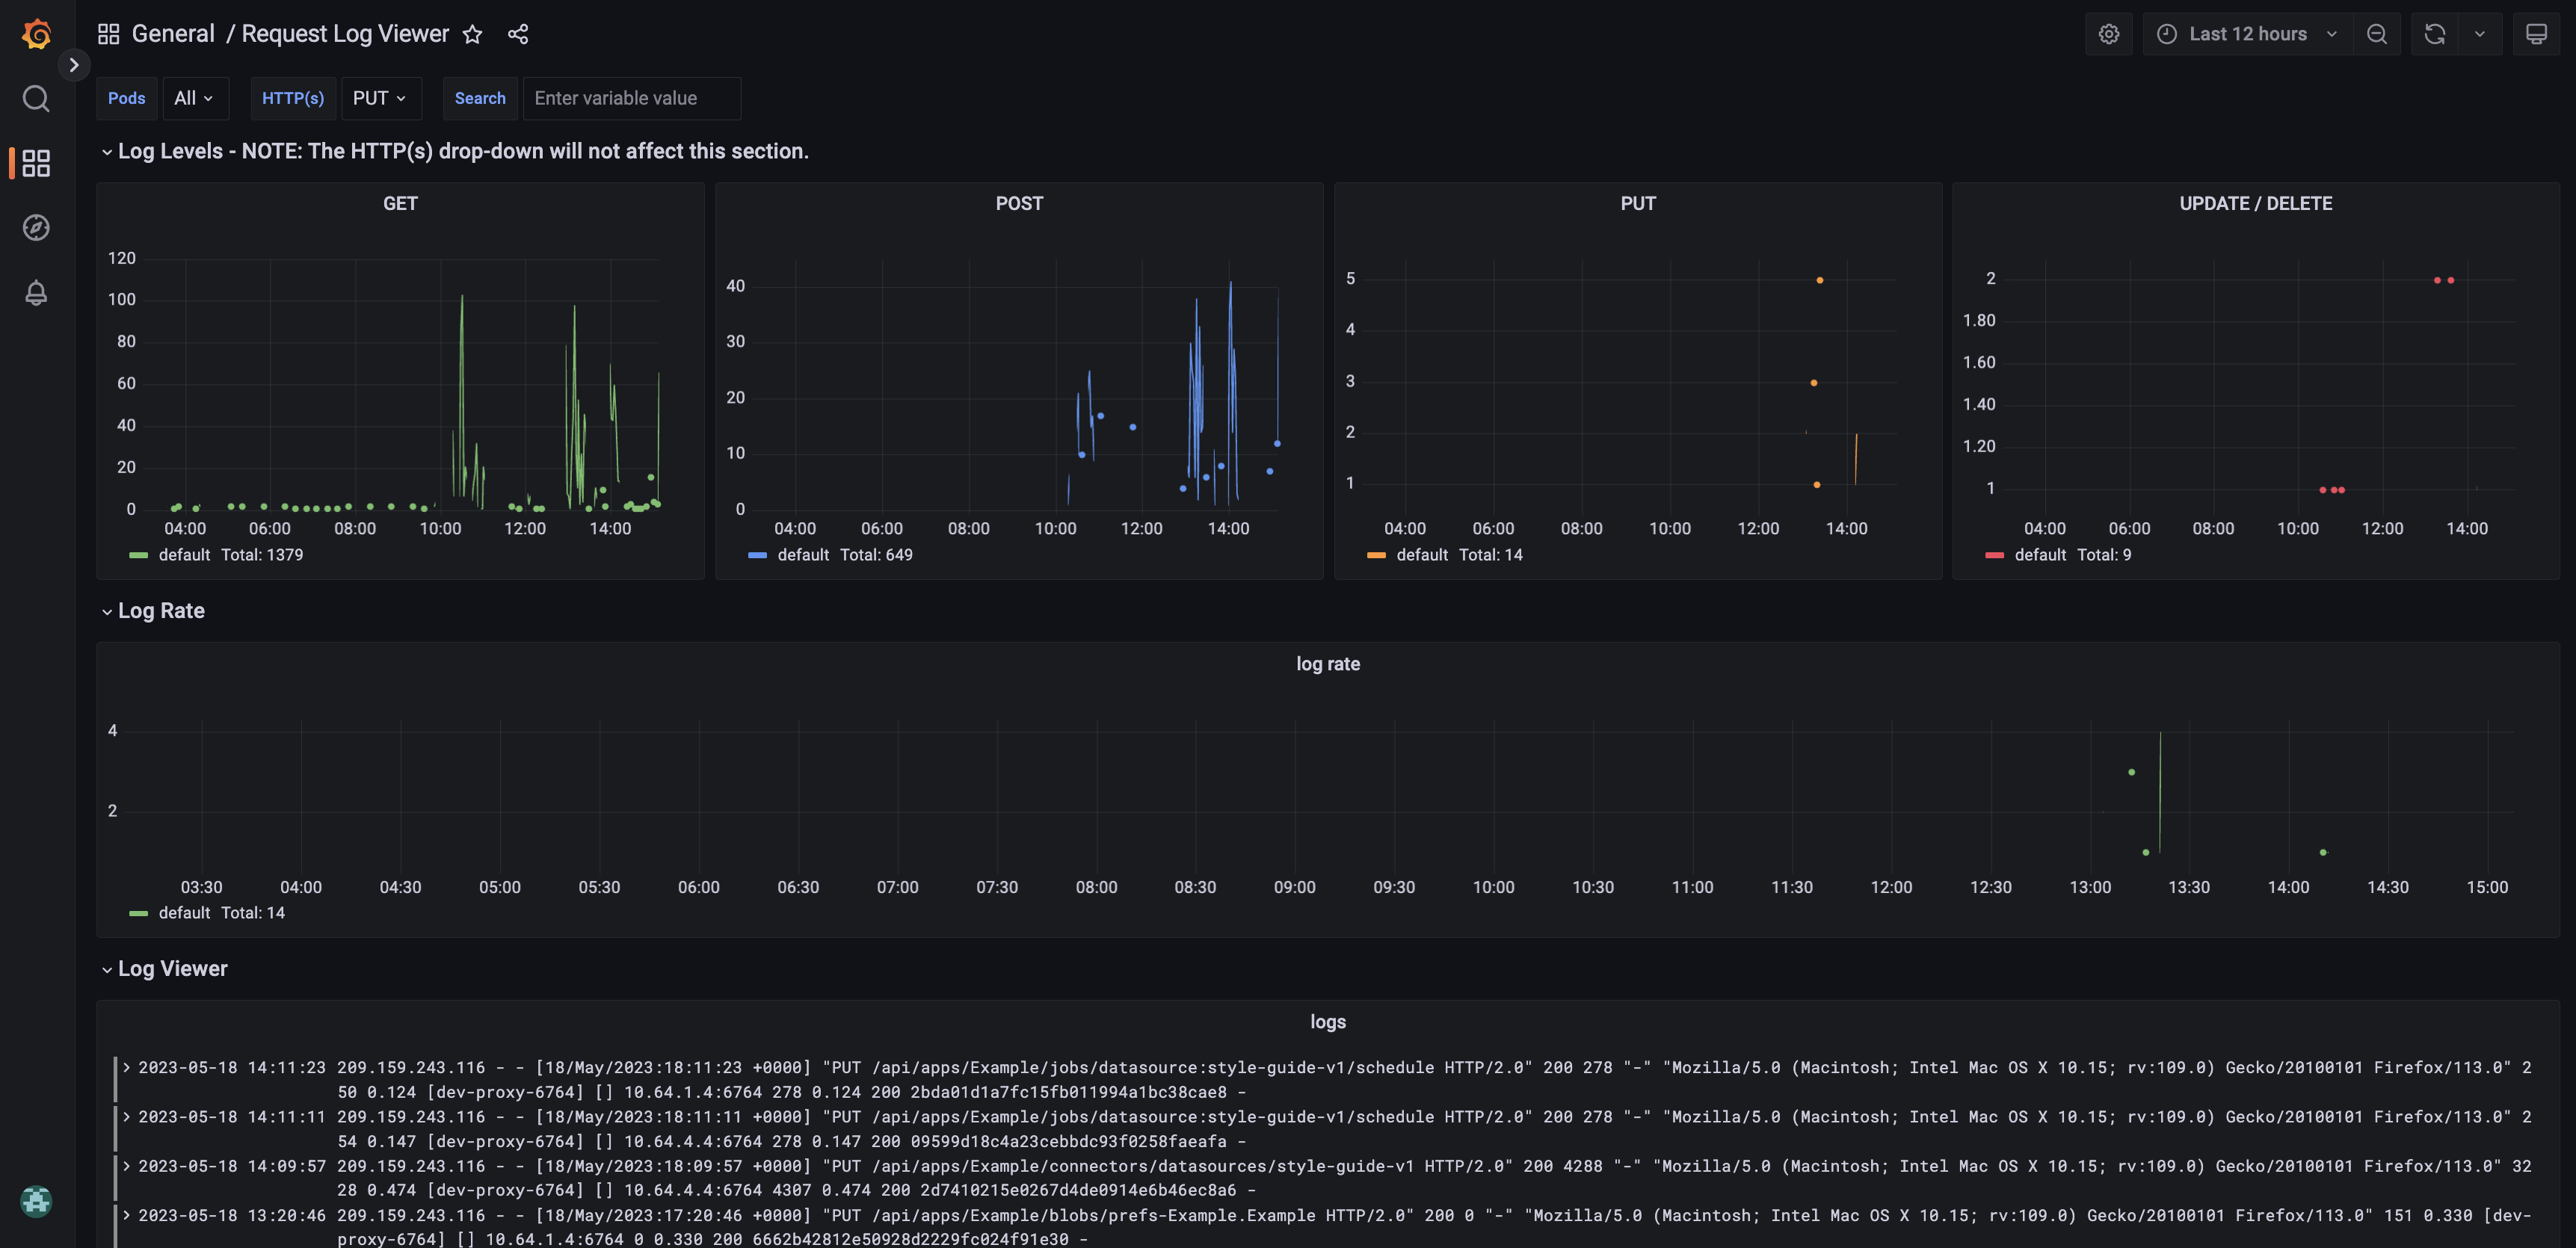 General / Request Log Viewer
Last 12 hours
Pods All HTTP(s) PUT Search Enter variable value
Log Levels - NOTE: The HTTP(s) drop-down will not affect this section.
GET
120
100
80
60
40
20
0
04:00 06:00 08:00 10:00 12:00 14:00
default Total: 1379
POST
40
30
20
10
0
04:00 06:00 08:00 10:00 12:00 14:00
default Total: 649
PUT
5
4
3
2
1
04:00 06:00 08:00 10:00 12:00 14:00
default Total: 14
UPDATE / DELETE
2
1.80
1.60
1.40
1.20
1
04:00 06:00 08:00 10:00 12:00 14:00
default Total: 9
Log Rate
log rate
4
2
03:30 04:00 04:30 05:00 05:30 06:00 06:30 07:00 07:30 08:00 08:30 09:00 09:30 10:00 10:30 11:00 11:30 12:00 12:30 13:00 13:30 14:00 14:30 15:00
default Total: 14
Log Viewer
logs
2023-05-18 14:11:23 209.159.243.116 - - [18/May/2023:18:11:23 +0000] "PUT /api/apps/Example/jobs/datasource:style-guide-v1/schedule HTTP/2.0" 200 278 "-" "Mozilla/5.0 (Macintosh; Intel Mac OS X 10.15; rv:109.0) Gecko/20100101 Firefox/113.0" 2
50 0.124 [dev-proxy-6764] [] 10.64.1.4:6764 278 0.124 200 2bda01d1a7fc15fb011994a1bc38cae8 -
2023-05-18 14:11:11 209.159.243.116 - - [18/May/2023:18:11:11 +0000] "PUT /api/apps/Example/jobs/datasource:style-guide-v1/schedule HTTP/2.0" 200 278 "-" "Mozilla/5.0 (Macintosh; Intel Mac OS X 10.15; rv:109.0) Gecko/20100101 Firefox/113.0" 2
54 0.147 [dev-proxy-6764] [] 10.64.4.4:6764 278 0.147 200 09599d18c4a23cebbdc93f0258faeafa -
2023-05-18 14:09:57 209.159.243.116 - - [18/May/2023:18:09:57 +0000] "PUT /api/apps/Example/connectors/datasources/style-guide-v1 HTTP/2.0" 200 4288 "-" "Mozilla/5.0 (Macintosh; Intel Mac OS X 10.15; rv:109.0) Gecko/20100101 Firefox/113.0" 32
28 0.474 [dev-proxy-6764] [] 10.64.4.4:6764 4307 0.474 200 2d7410215e0267d4de0914e6b46ec8a6 -
2023-05-18 13:20:46 209.159.243.116 - - [18/May/2023:17:20:46 +0000] "PUT /api/apps/Example/blobs/prefs-Example.Example HTTP/2.0" 200 0 "-" "Mozilla/5.0 (Macintosh; Intel Mac OS X 10.15; rv:109.0) Gecko/20100101 Firefox/113.0" 151 0.330 [dev-
proxy-6764] [] 10.64.1.4:6764 0 0.330 200 6662b42812e50928d2229fc024f91e30 -